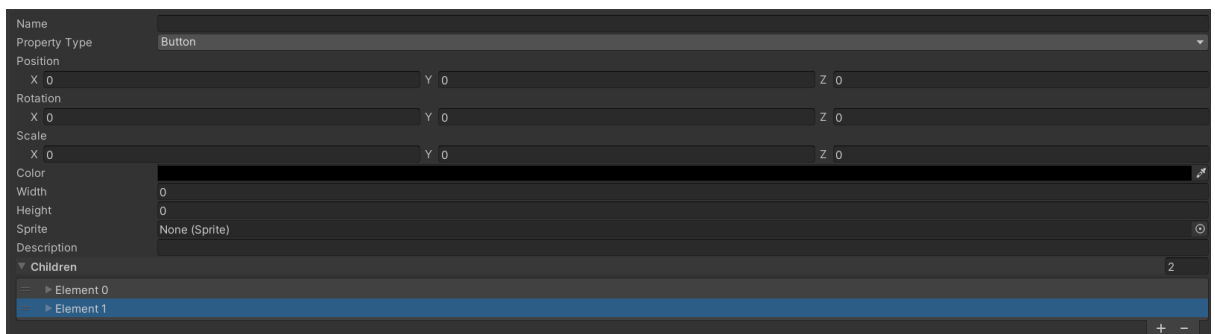 Name
Property Type Button
Position
X 0 Y 0 Z 0
Rotation
X 0 Y 0 Z 0
Scale
X 0 Y 0 Z 0
Color
Width 0
Height 0
Sprite None (Sprite)
Description
Children 2
Element 0
Element 1
+ −